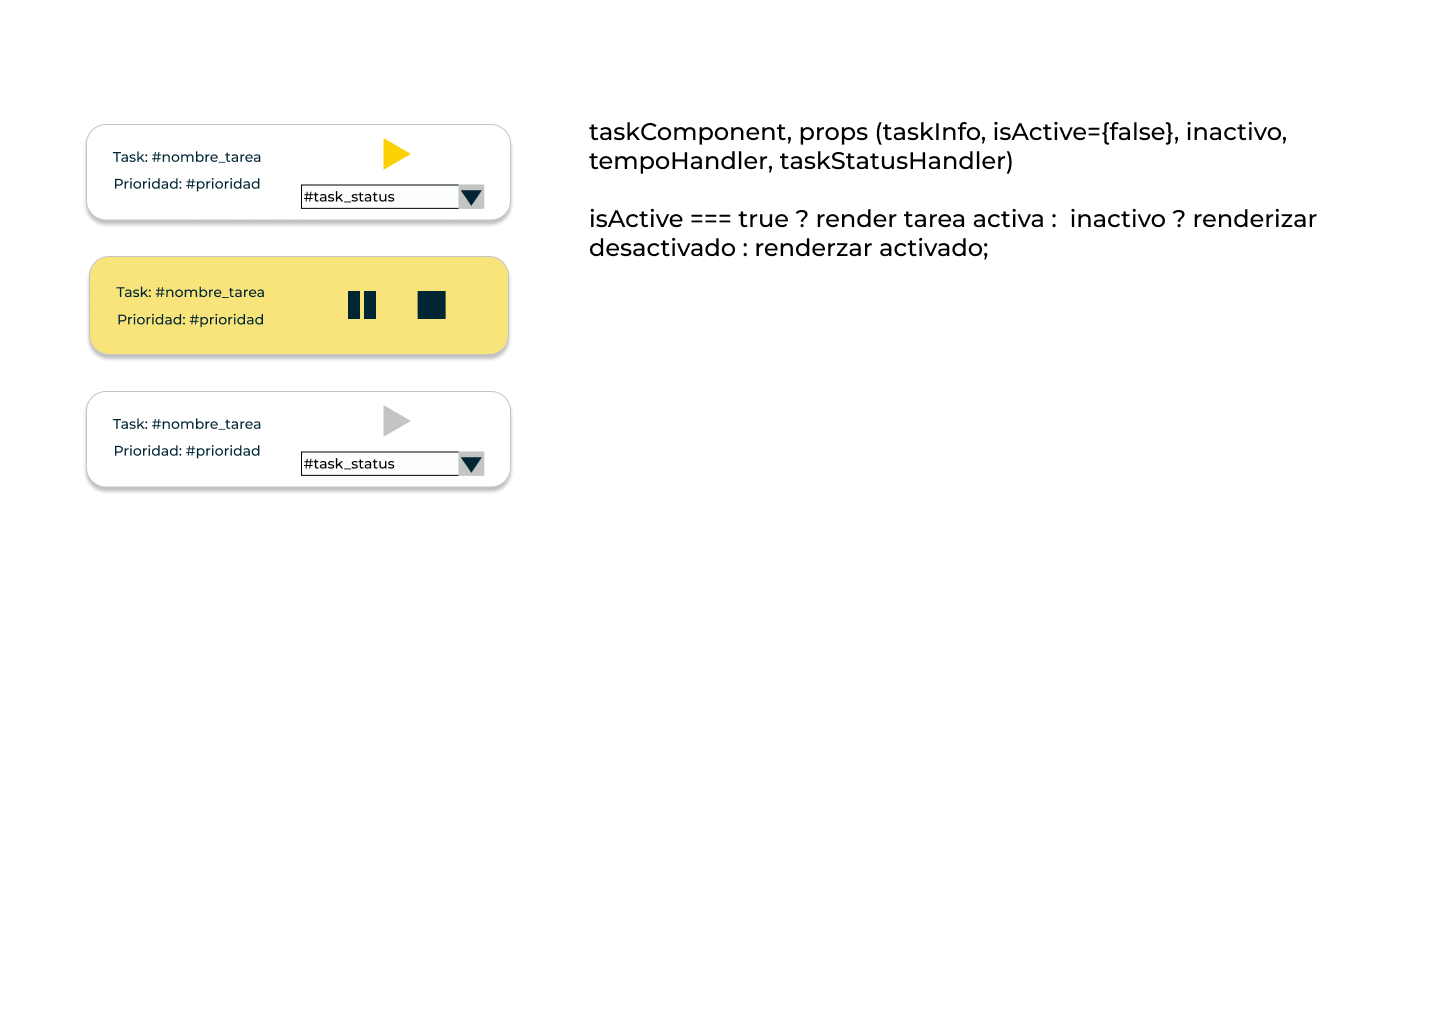 Task: #nombre_tarea
Prioridad: #prioridad
#task_status
Task: #nombre_tarea
Prioridad: #prioridad
Task: #nombre_tarea
Prioridad: #prioridad
#task_status
taskComponent, props (taskInfo, isActive={false}, inactivo,
tempoHandler, taskStatusHandler)
isActive === true ? render tarea activa :  inactivo ? renderizar
desactivado : renderzar activado;